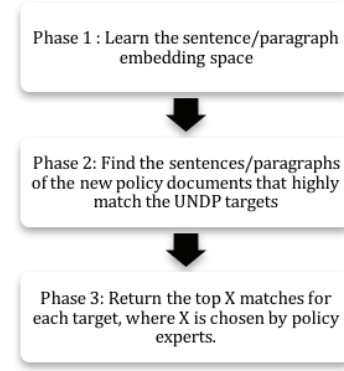 Phase 1 : Learn the sentence/paragraph
embedding space
Phase 2: Find the sentences/paragraphs
of the new policy documents that highly
match the UNDP targets
Phase 3: Return the top X matches for
each target, where X is chosen by policy
experts.